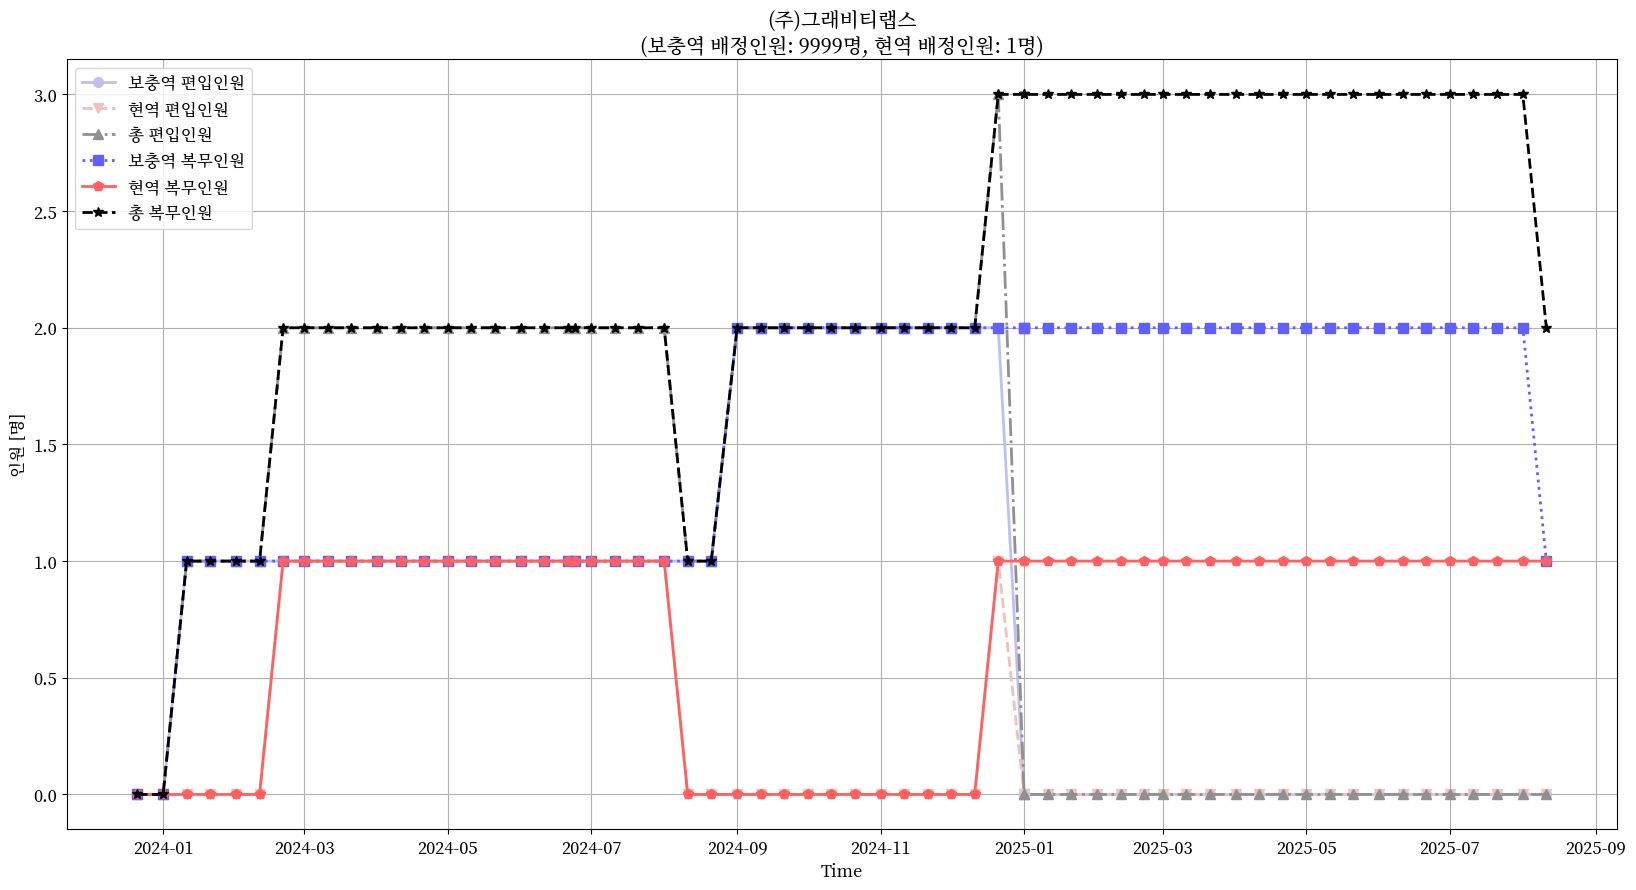 (주)그래비티랩스
(보충역 배정인원: 9999명, 현역 배정인원: 1명)
보충역 편입인원
현역 편입인원
총 편입인원
보충역 복무인원
현역 복무인원
총 복무인원
인원 [명]
3.0
2.5
2.0
1.5
1.0
0.5
0.0
2024-01 2024-03 2024-05 2024-07 2024-09 2024-11 2025-01 2025-03 2025-05 2025-07 2025-09
Time